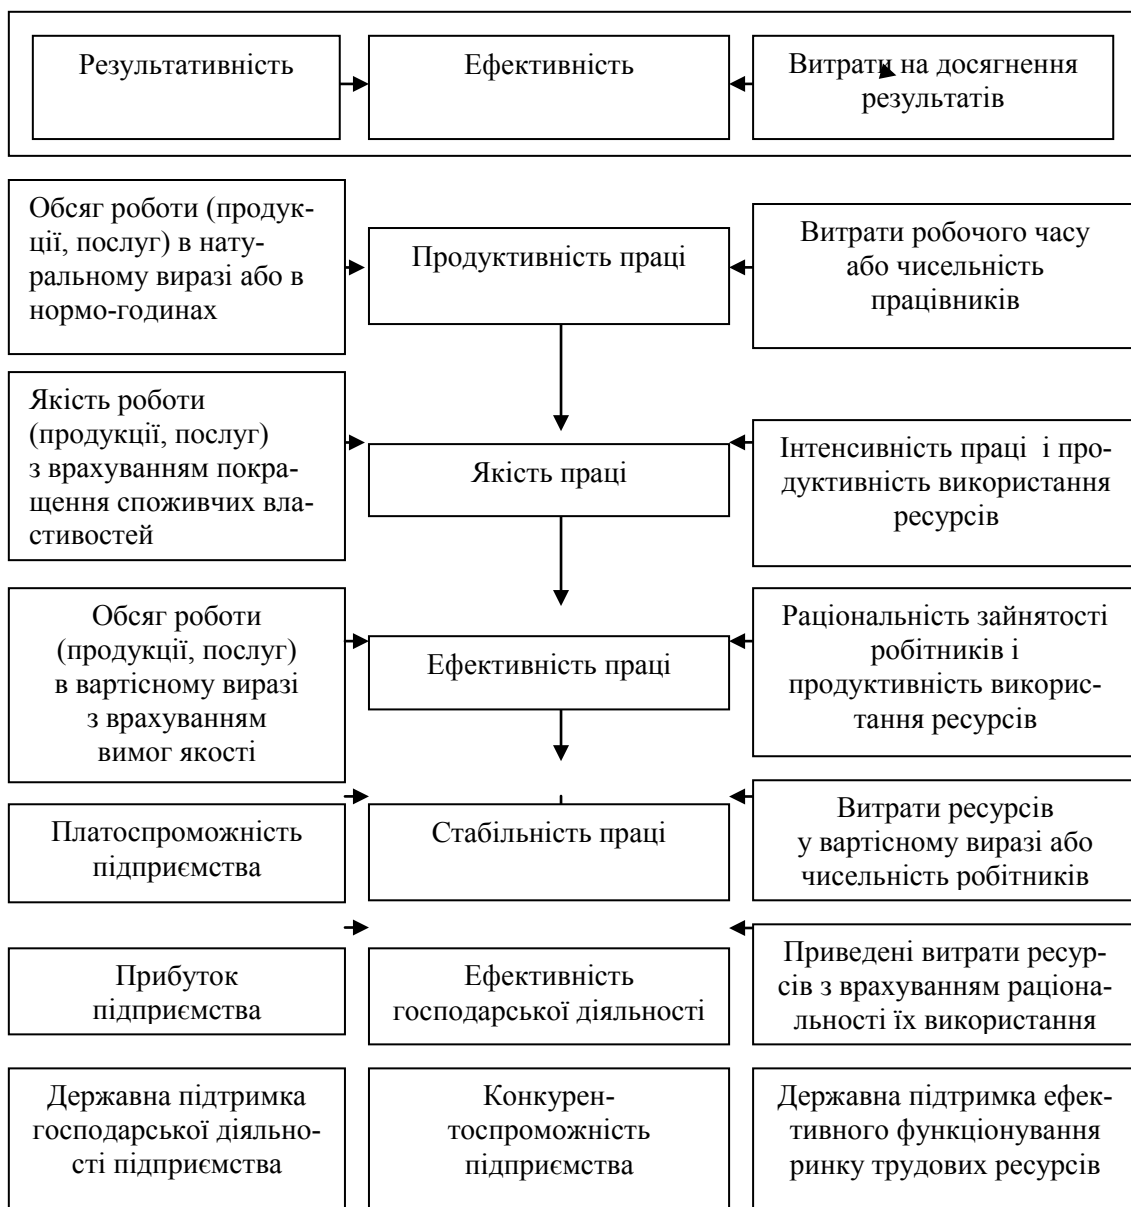 Результативність
Ефективність
Витрати на досягнення
результатів
Обсяг роботи (продук-
ції, послуг) в нату-
ральному виразі або в
нормо-годинах
Продуктивність праці
Витрати робочого часу
або чисельність
працівників
Якість роботи
(продукції, послуг)
з врахуванням покра-
щення споживчих вла-
стивостей
Якість праці
Інтенсивність праці і про-
дуктивність використання
ресурсів
Обсяг роботи
(продукції, послуг)
в вартісному виразі
з врахуванням
вимог якості
Ефективність праці
Раціональність зайнятості
робітників і
продуктивність викорис-
тання ресурсів
Платоспроможність
підприємства
Стабільність праці
Витрати ресурсів
у вартісному виразі або
чисельність робітників
Прибуток
підприємства
Ефективність
господарської діяльності
Приведені витрати ресур-
сів з врахуванням раціона-
льності їх використання
Державна підтримка
господарської діяльно-
сті підприємства
Конкурен-
тоспроможність
підприємства
Державна підтримка ефек-
тивного функціонування
ринку трудових ресурсів